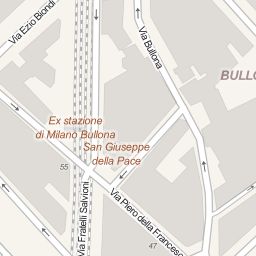 Via Ezio Biondi
Via Bullona
BULLO
Ex stazione
di Milano Bullona
San Giuseppe
della Pace
55
Via Fratelli Salvioni
Via Piero della Francesc
47